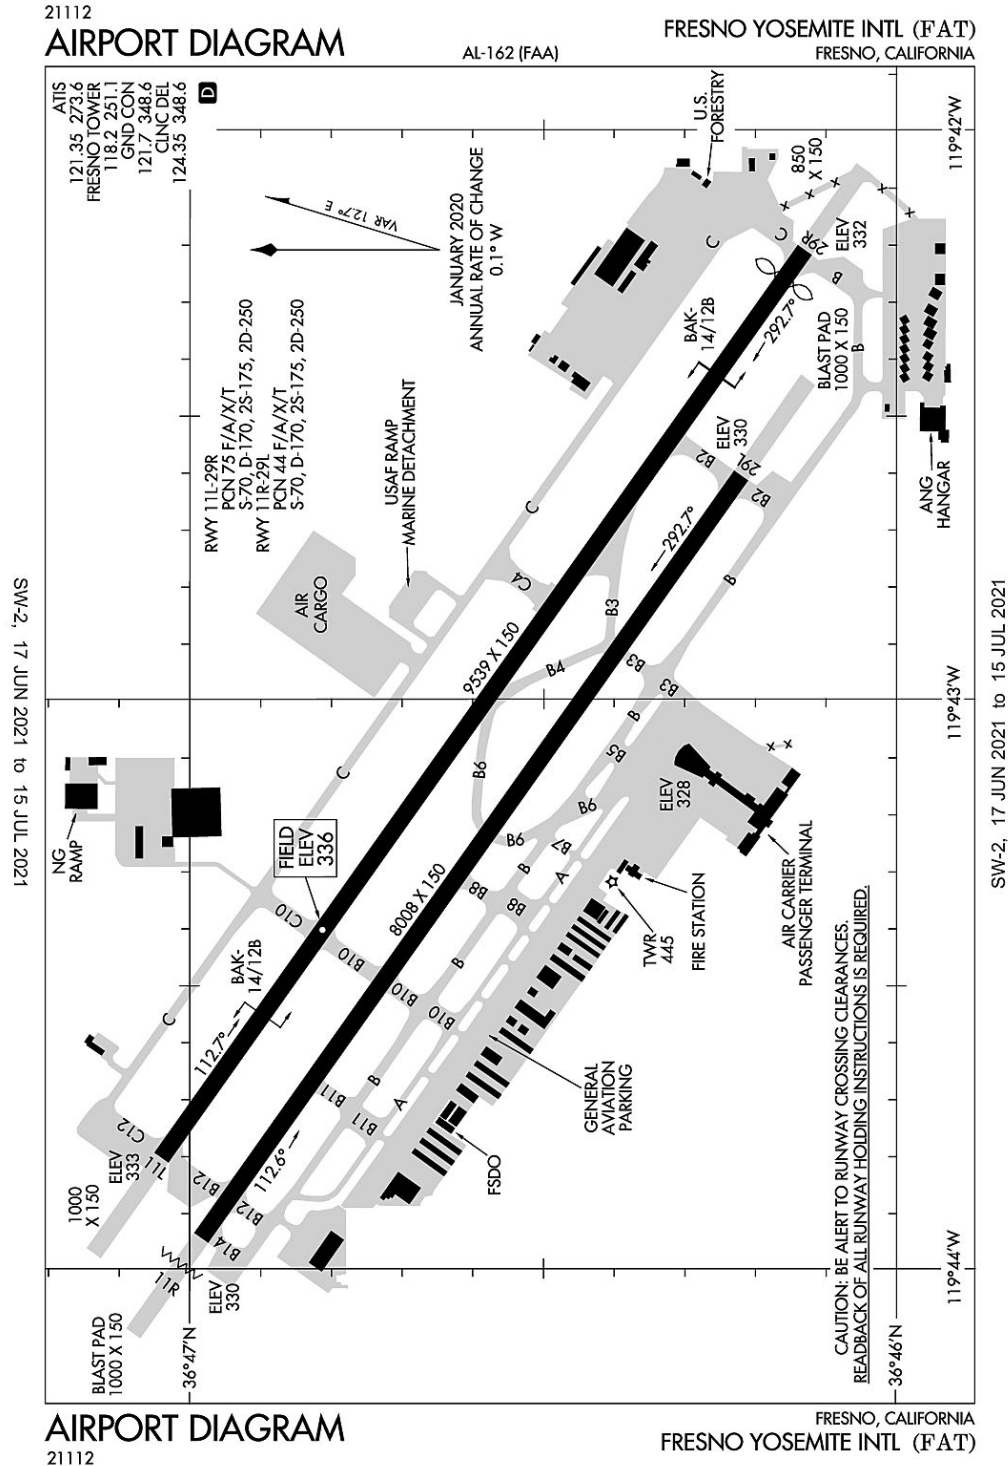 21112
AIRPORT DIAGRAM
AL-162 (FAA)
FRESNO YOSEMITE INTL (FAT)
FRESNO, CALIFORNIA
ATIS
121.35 273.6
FRESNO TOWER
118.2 251.1
GND CON
121.7 348.6
CLNC DEL
124.35 348.6
D
VAR 12.7° E
JANUARY 2020
ANNUAL RATE OF CHANGE
0.1° W
RWY 11L-29R
PCN 75 F/A/X/T
S-70, D-170, 2S-175, 2D-250
RWY 11R-29L
PCN 44 F/A/X/T
S-70, D-170, 2S-175, 2D-250
U.S.
FORESTRY
850
X 150
119°42'W
C
C
29R
ELEV
332
B
BAK-
14/12B
292.7°
BLAST PAD
1000 X 150
B
ELEV
330
B2
29L
B2
ANG
HANGAR
USAF RAMP
MARINE DETACHMENT
C
292.7°
AIR
CARGO
C4
B3
B
9539 X 150
B4
B3
B3
119°43'W
C
B6
B
B5
ELEV
328
NG
RAMP
FIELD
ELEV
336
B6
B6
B7
8008 X 150
B8
B
B8
A
C10
B10
B10
B
B10
TWR
445
FIRE STATION
AIR CARRIER
PASSENGER TERMINAL
BAK-
14/12B
C
112.7°
B11
B
B11
A
GENERAL
AVIATION
PARKING
FSDO
C12
ELEV
333
11L
B12
112.6°
B12
1000
X 150
B14
11R
ELEV
330
BLAST PAD
1000 X 150
36°47'N
36°46'N
119°44'W
CAUTION: BE ALERT TO RUNWAY CROSSING CLEARANCES.
READBACK OF ALL RUNWAY HOLDING INSTRUCTIONS IS REQUIRED.
SW-2, 17 JUN 2021 to 15 JUL 2021
SW-2, 17 JUN 2021 to 15 JUL 2021
AIRPORT DIAGRAM
21112
FRESNO, CALIFORNIA
FRESNO YOSEMITE INTL (FAT)